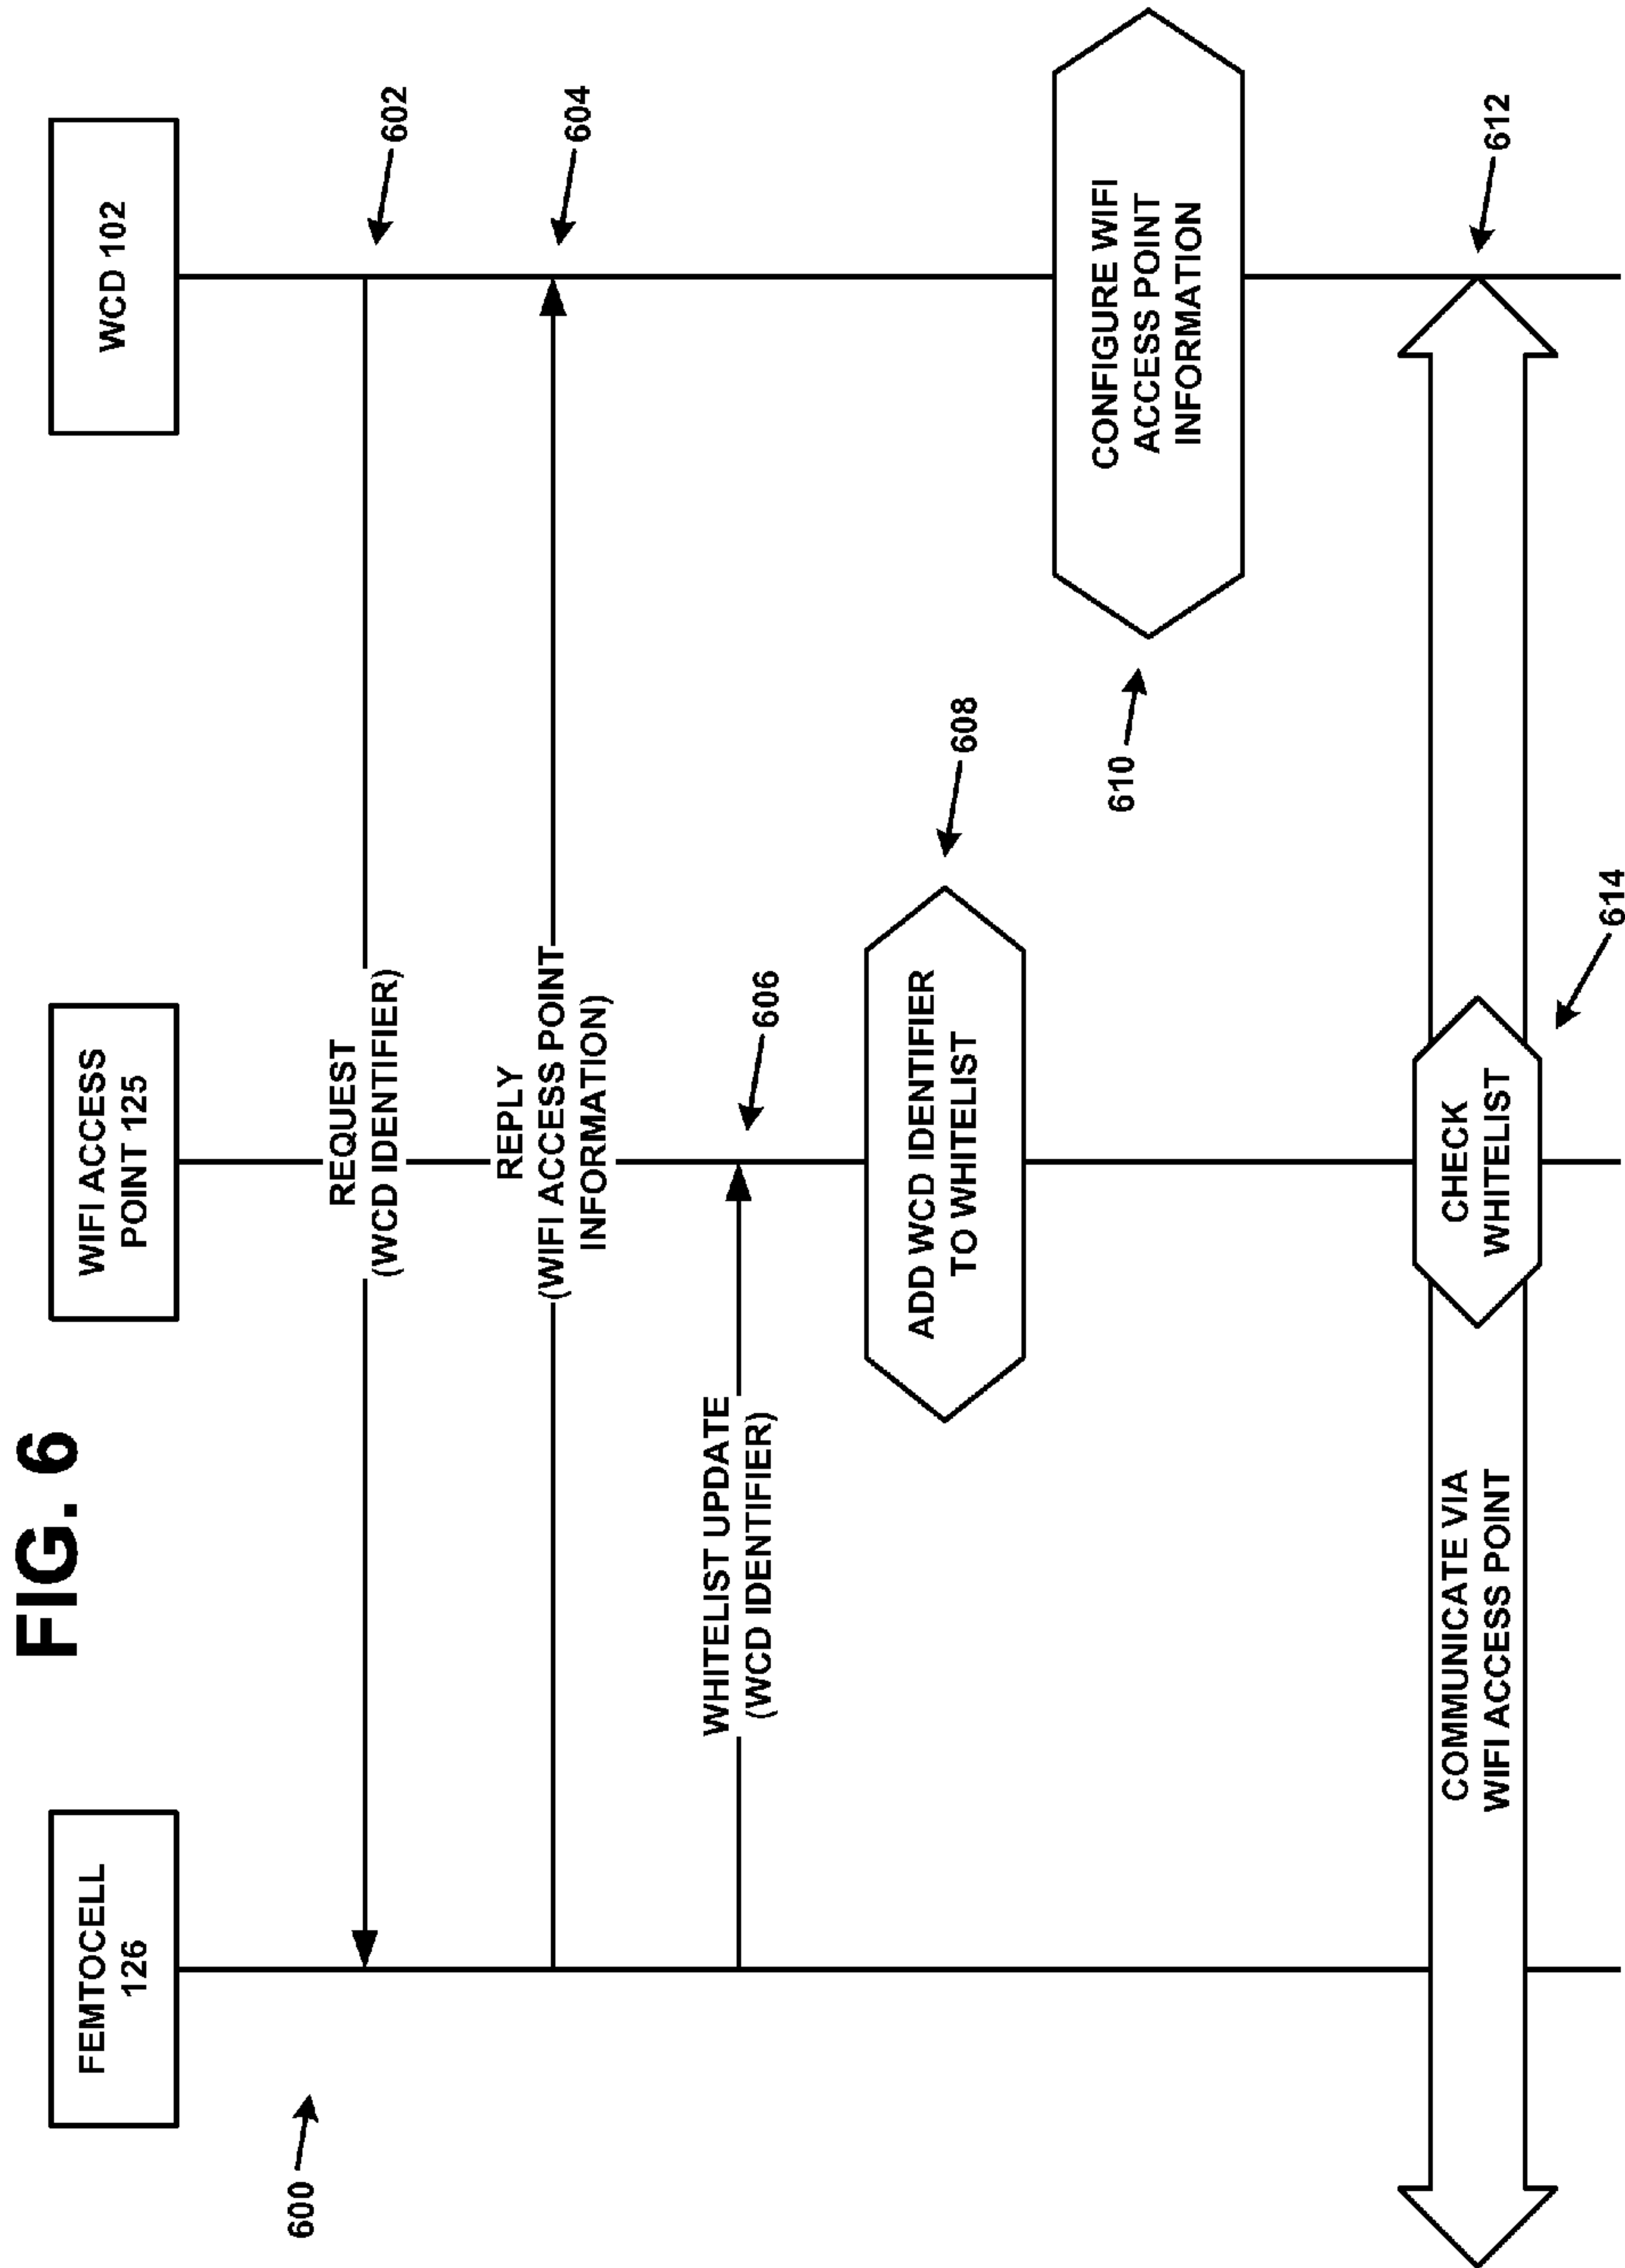 FIG. 6
FEMTOCELL
126
WIFI ACCESS
POINT 125
WCD 102
600
REQUEST
(WCD IDENTIFIER)
602
REPLY
(WIFI ACCESS POINT
INFORMATION)
604
WHITELIST UPDATE
(WCD IDENTIFIER)
606
ADD WCD IDENTIFIER
TO WHITELIST
608
610
CONFIGURE WIFI
ACCESS POINT
INFORMATION
COMMUNICATE VIA
WIFI ACCESS POINT
CHECK
WHITELIST
612
614